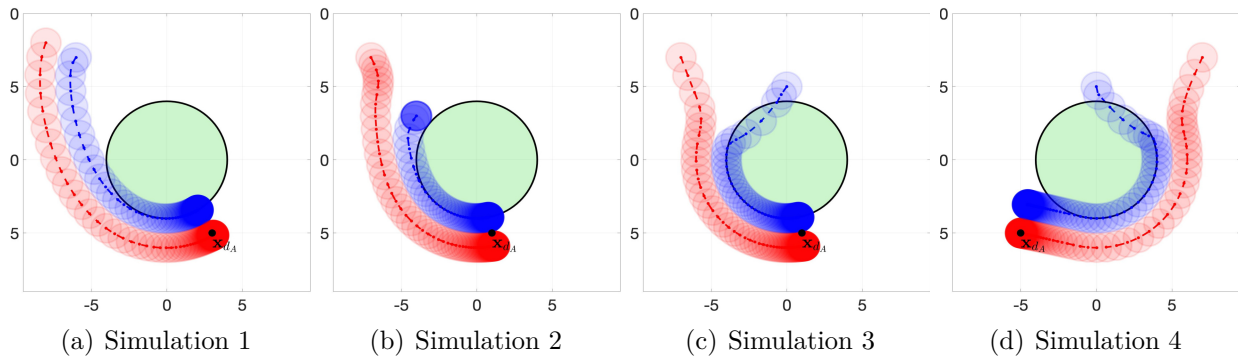 0 0 0 0
5 5 5 5
0 0 0 0
5 5 5 5
x_{d_A} x_{d_A} x_{d_A} x_{d_A}
-5 0 5 -5 0 5 -5 0 5 -5 0 5
(a) Simulation 1 (b) Simulation 2 (c) Simulation 3 (d) Simulation 4